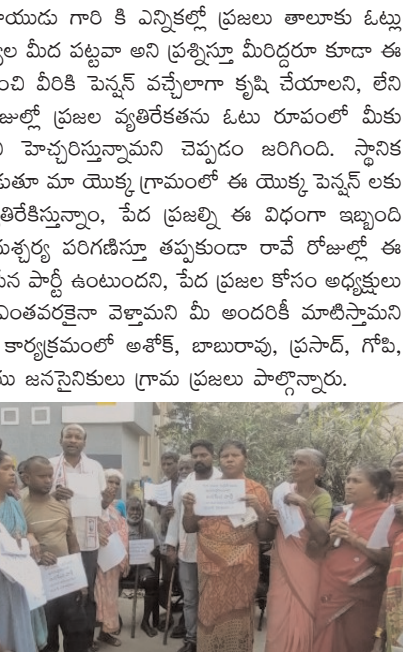 గారి కి ఎన్నికల్లో ప్రజలు తాలూకు ఓట్లు
మీద పట్టవా అని ప్రశ్నిస్తూ మీరిద్దరూ కూడా ఈ
వీరికి పెన్షన్ వచ్చేలాగా కృషి చేయాలని, లేని
ప్రజల వ్యతిరేకతను ఓటు రూపంలో మీకు
హెచ్చరిస్తున్నామని చెప్పడం జరిగింది. స్థానిక
మా యొక్క గ్రామంలో ఈ యొక్క పెన్షన్ లకు
పేద ప్రజల్ని ఈ విధంగా ఇబ్బంది
పరిగణిస్తూ తప్పకుండా రావే రోజుల్లో ఈ
పార్టీ ఉంటుందని, పేద ప్రజల కోసం అధ్యక్షులు
ఎంతవరకైనా వెళ్తామని మీ అందరికీ మాటిస్తామని
కార్యక్రమంలో అశోక్, బాబురావు, ప్రసాద్, గోపి,
జనసైనికులు గ్రామ ప్రజలు పాల్గొన్నారు.